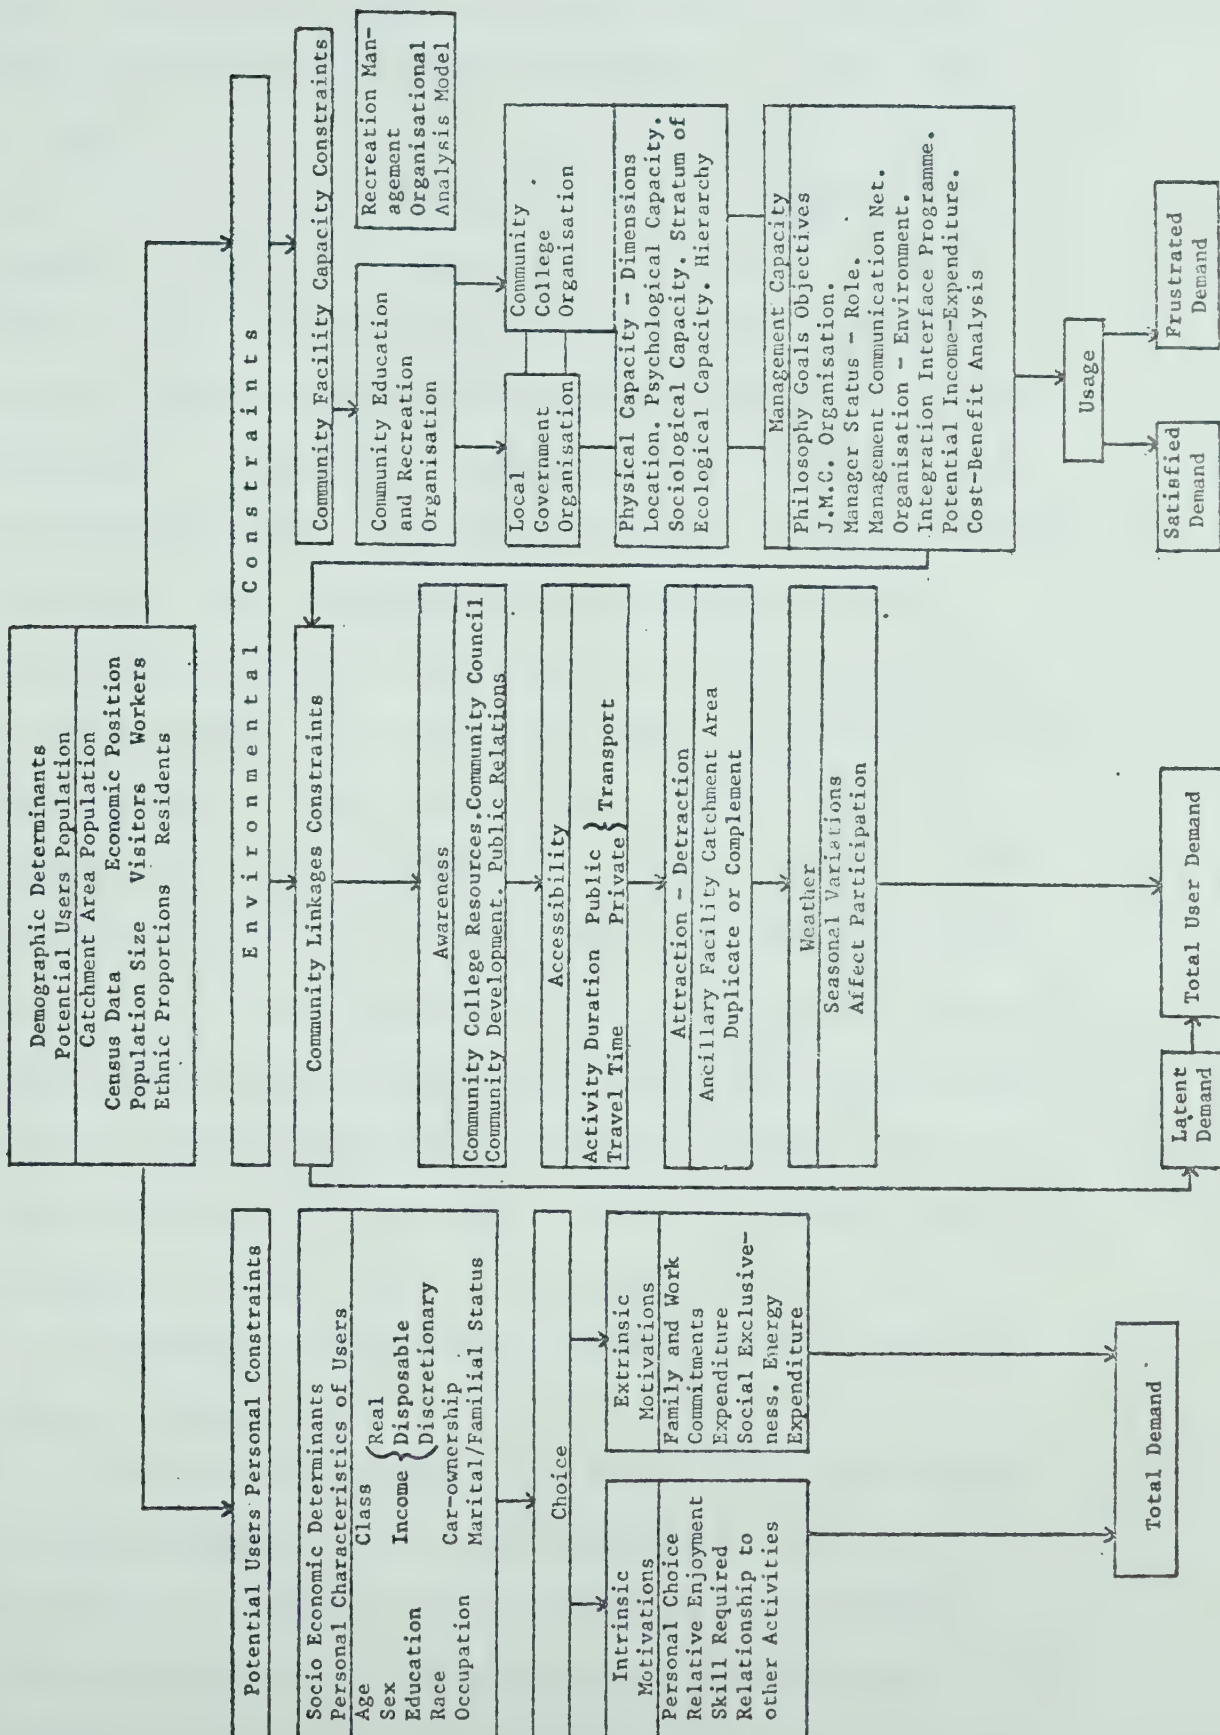 Demographic Determinants
Potential Users Population
Catchment Area Population
Census Data Economic Position
Population Size Visitors Workers
Ethnic Proportions Residents
Potential Users Personal Constraints
Socio Economic Determinants
Personal Characteristics of Users
Age Class
Sex
Education Income { Real
Disposable
Discretionary
Race Car-ownership
Occupation Marital/Familial Status
Choice
Intrinsic
Motivations
Personal Choice
Relative Enjoyment
Skill Required
Relationship to
other Activities
Extrinsic
Motivations
Family and Work
Commitments
Expenditure
Social Exclusive-
ness. Energy
Expenditure
Total Demand
Environmental Constraints
Community Linkages Constraints
Awareness
Community College Resources.Community Council
Community Development. Public Relations
Accessibility
Activity Duration Public } Transport
Travel Time Private
Attraction - Detraction
Ancillary Facility Catchment Area
Duplicate or Complement
Weather
Seasonal Variations
Affect Participation
Latent
Demand
Total User Demand
Community Facility Capacity Constraints
Community Education
and Recreation
Organisation
Recreation Man-
agement
Organisational
Analysis Model
Local
Government
Organisation
Community
College
Organisation
Physical Capacity - Dimensions
Location. Psychological Capacity.
Sociological Capacity. Stratum of
Ecological Capacity. Hierarchy
Management Capacity
Philosophy Goals Objectives
J.M.C. Organisation.
Manager Status - Role.
Management Communication Net.
Organisation - Environment.
Integration Interface Programme.
Potential Income-Expenditure.
Cost-Benefit Analysis
Usage
Satisfied
Demand
Frustrated
Demand